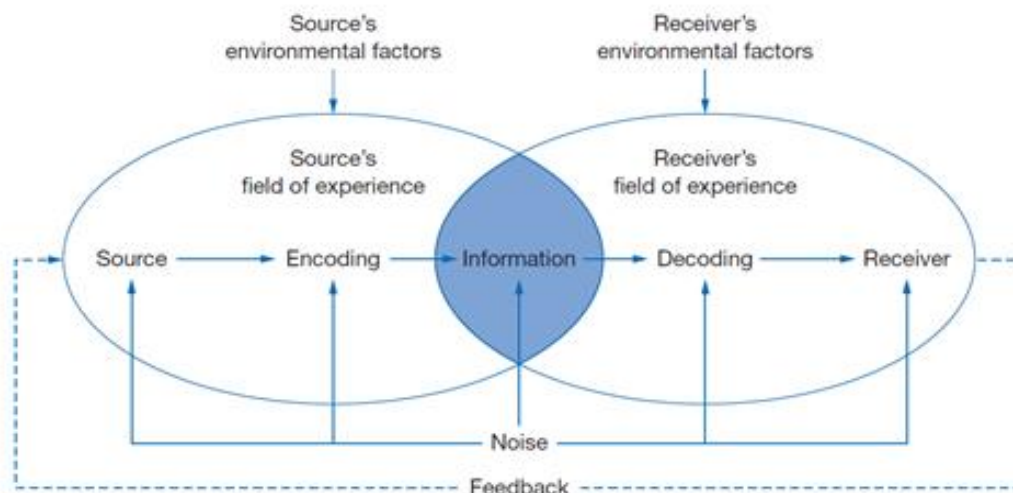 Source's
environmental factors
Receiver's
environmental factors
Source's
field of experience
Receiver's
field of experience
Source
Encoding
Information
Decoding
Receiver
Noise
Feedback